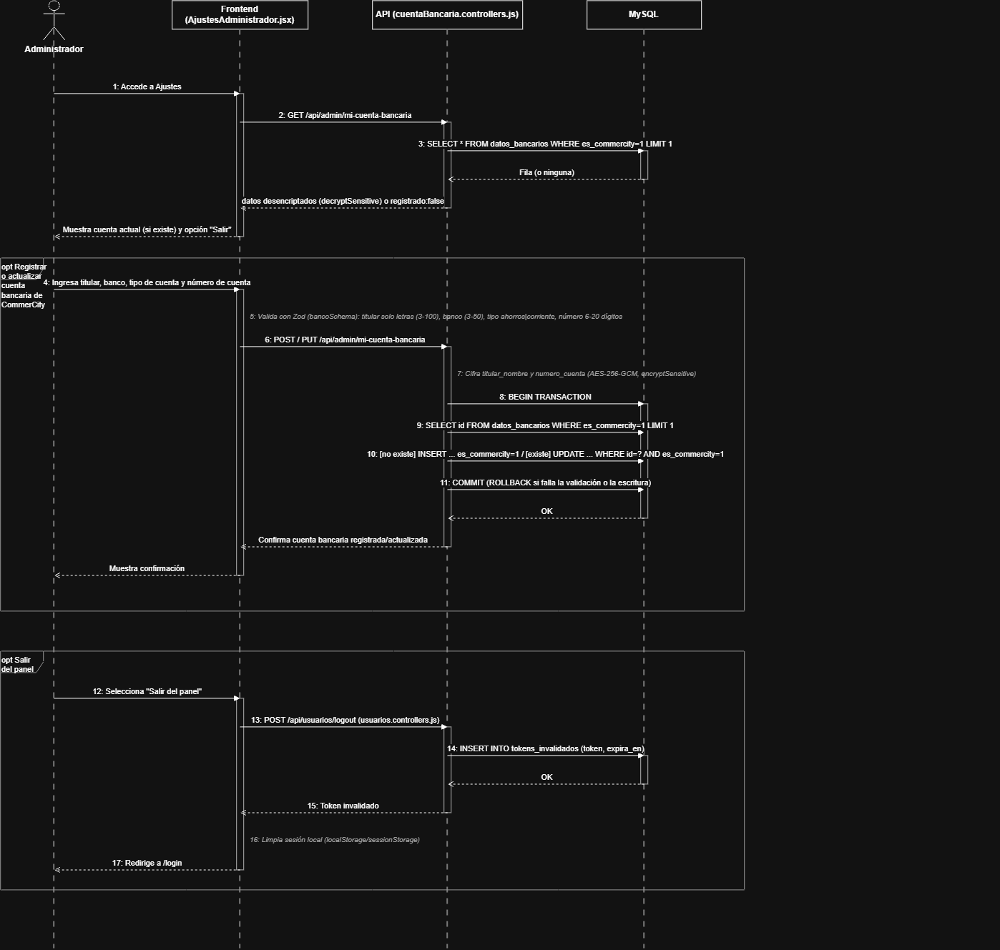 Frontend
(AjustesAdministrador.jsx)
API (cuentaBancaria.controllers.js)
MySQL
Administrador
1: Accede a Ajustes
2: GET /api/admin/mi-cuenta-bancaria
3: SELECT * FROM datos_bancarios WHERE es_commercity=1 LIMIT 1
Fila (o ninguna)
datos desencriptados (decryptSensitive) o registrado:false
Muestra cuenta actual (si existe) y opción "Salir"
opt Registrar
o actualizar
cuenta
bancaria de
CommerCity
4: Ingresa titular, banco, tipo de cuenta y número de cuenta
5: Valida con Zod (bancoSchema): titular solo letras (3-100), banco (3-50), tipo ahorros|corriente, número 6-20 dígitos
6: POST / PUT /api/admin/mi-cuenta-bancaria
7: Cifra titular_nombre y numero_cuenta (AES-256-GCM, encryptSensitive)
8: BEGIN TRANSACTION
9: SELECT id FROM datos_bancarios WHERE es_commercity=1 LIMIT 1
10: [no existe] INSERT ... es_commercity=1 / [existe] UPDATE ... WHERE id=? AND es_commercity=1
11: COMMIT (ROLLBACK si falla la validación o la escritura)
OK
Confirma cuenta bancaria registrada/actualizada
Muestra confirmación
opt Salir
del panel
12: Selecciona "Salir del panel"
13: POST /api/usuarios/logout (usuarios.controllers.js)
14: INSERT INTO tokens_invalidados (token, expira_en)
OK
15: Token invalidado
16: Limpia sesión local (localStorage/sessionStorage)
17: Redirige a /login